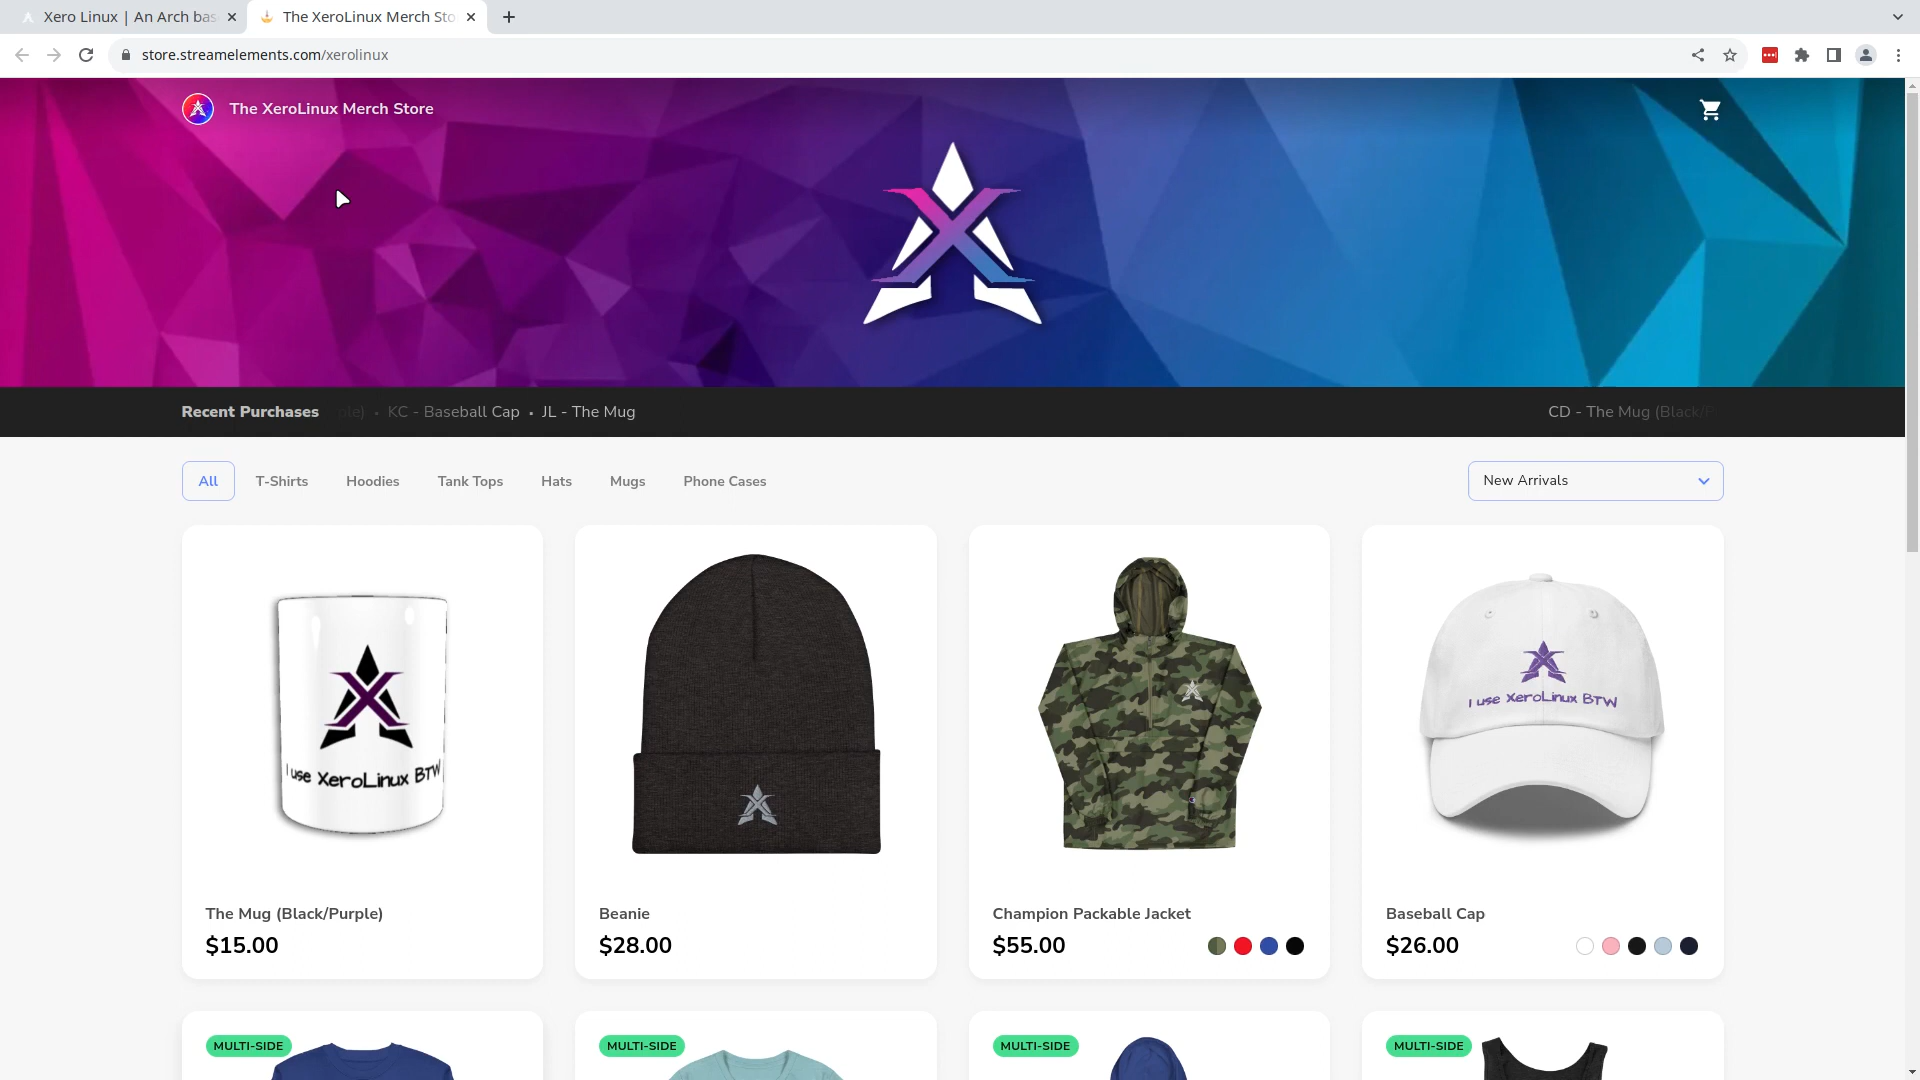 Xero Linux | An Arch bas
The XeroLinux Merch Sto
store.streamelements.com/xerolinux
The XeroLinux Merch Store
Recent Purchases
KC - Baseball Cap
JL - The Mug
CD - The Mug (Black/P
All
T-Shirts
Hoodies
Tank Tops
Hats
Mugs
Phone Cases
New Arrivals
I use XeroLinux BTW
I use XeroLinux BTW
The Mug (Black/Purple)
$15.00
Beanie
$28.00
Champion Packable Jacket
$55.00
Baseball Cap
$26.00
MULTI-SIDE
MULTI-SIDE
MULTI-SIDE
MULTI-SIDE